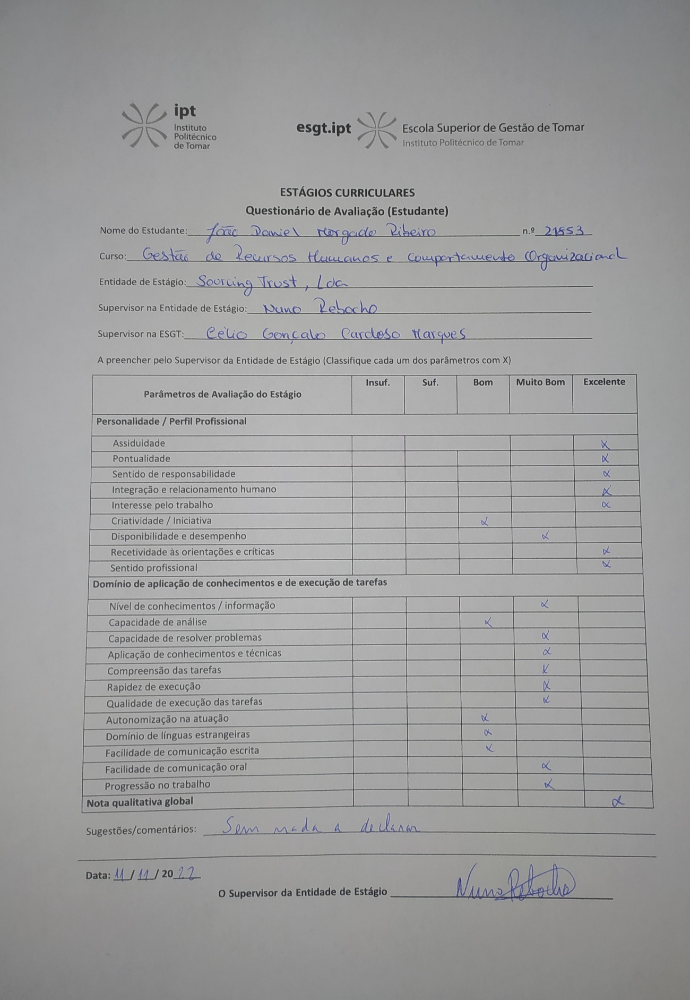 ipt
Instituto
Politécnico
de Tomar
esgt.ipt Escola Superior de Gestão de Tomar
Instituto Politécnico de Tomar
ESTÁGIOS CURRICULARES
Questionário de Avaliação (Estudante)
Nome do Estudante: João Daniel Morgado Ribeiro n.º 21853
Curso: Gestão de Recursos Humanos e Comportamento Organizacional
Entidade de Estágio: Sourcing Trust, Lda
Supervisor na Entidade de Estágio: Nuno Rebocho
Supervisor na ESGT: Célio Gonçalo Cardoso Marques
A preencher pelo Supervisor da Entidade de Estágio (Classifique cada um dos parâmetros com X)
Parâmetros de Avaliação do Estágio Insuf. Suf. Bom Muito Bom Excelente
Personalidade / Perfil Profissional
Assiduidade X
Pontualidade X
Sentido de responsabilidade X
Integração e relacionamento humano X
Interesse pelo trabalho X
Criatividade / Iniciativa X
Disponibilidade e desempenho X
Recetividade às orientações e críticas X
Sentido profissional X
Domínio de aplicação de conhecimentos e de execução de tarefas
Nível de conhecimentos / informação X
Capacidade de análise X
Capacidade de resolver problemas X
Aplicação de conhecimentos e técnicas X
Compreensão das tarefas X
Rapidez de execução X
Qualidade de execução das tarefas X
Autonomização na atuação X
Domínio de línguas estrangeiras X
Facilidade de comunicação escrita X
Facilidade de comunicação oral X
Progressão no trabalho X
Nota qualitativa global X
Sugestões/comentários: Sem nada a declarar
Data: 11 / 11 / 2022
O Supervisor da Entidade de Estágio Nuno Rebocho